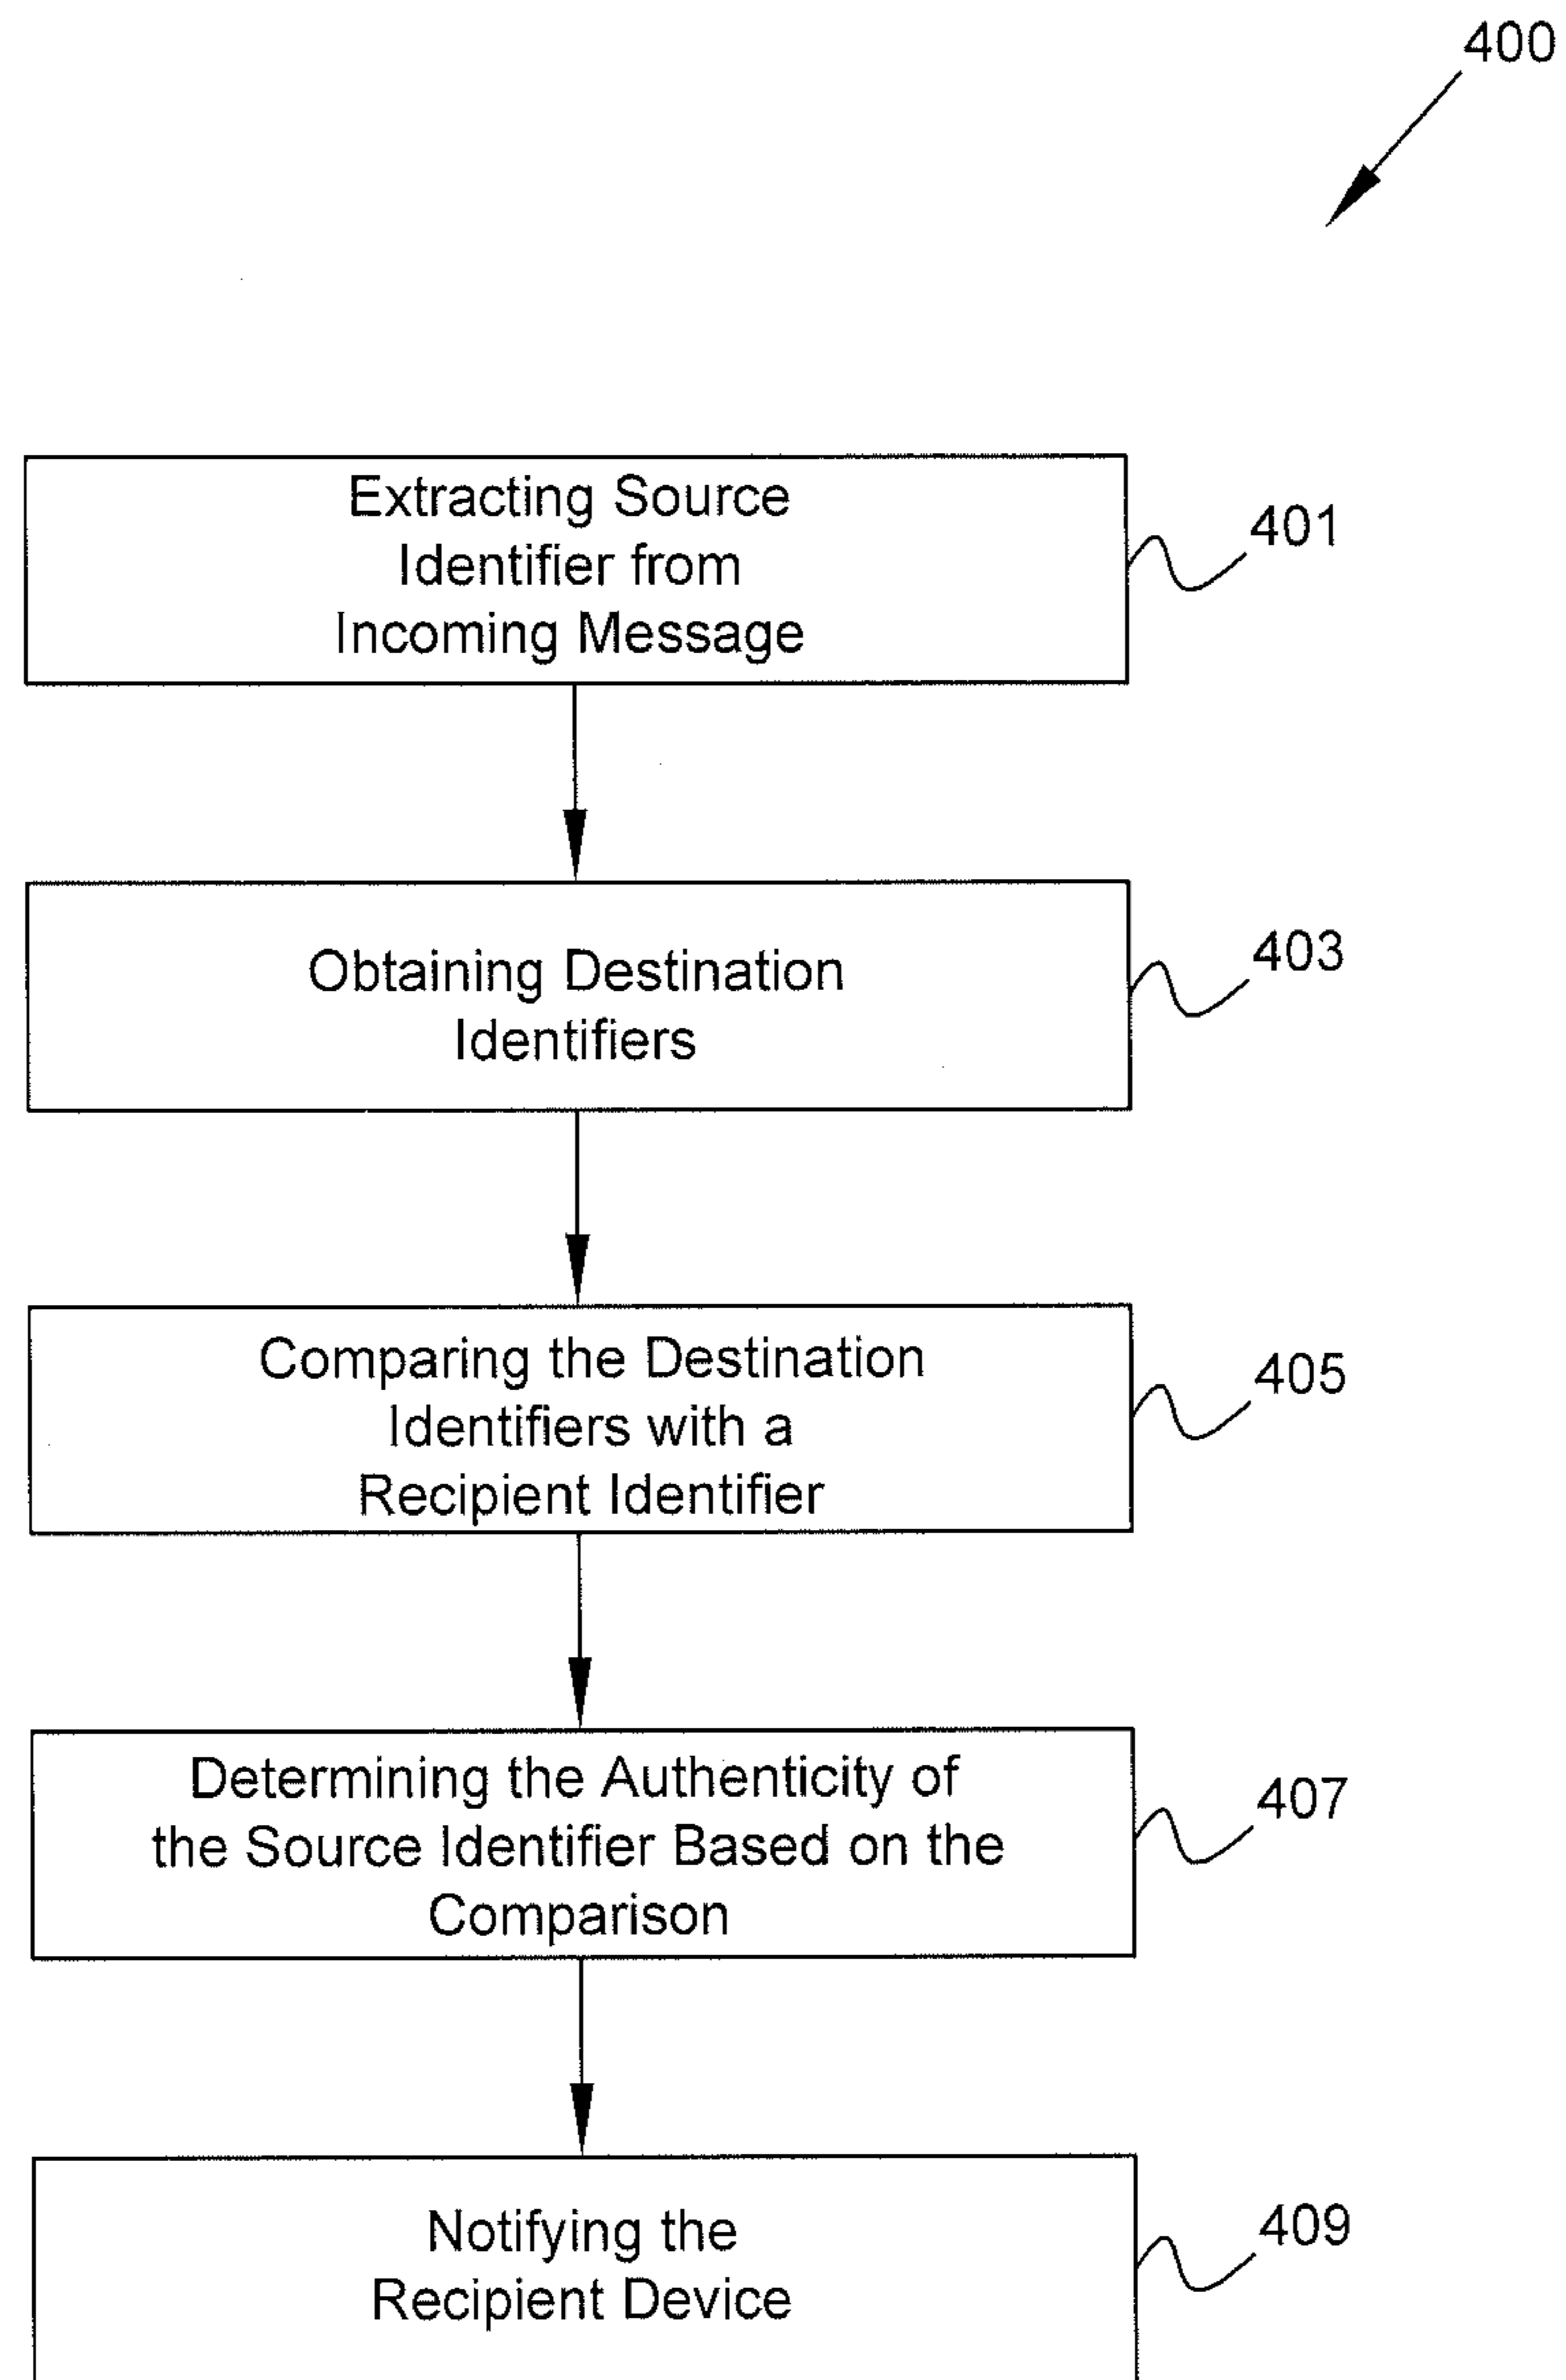 400
Extracting Source
Identifier from
Incoming Message
401
Obtaining Destination
Identifiers
403
Comparing the Destination
Identifiers with a
Recipient Identifier
405
Determining the Authenticity of
the Source Identifier Based on the
Comparison
407
Notifying the
Recipient Device
409